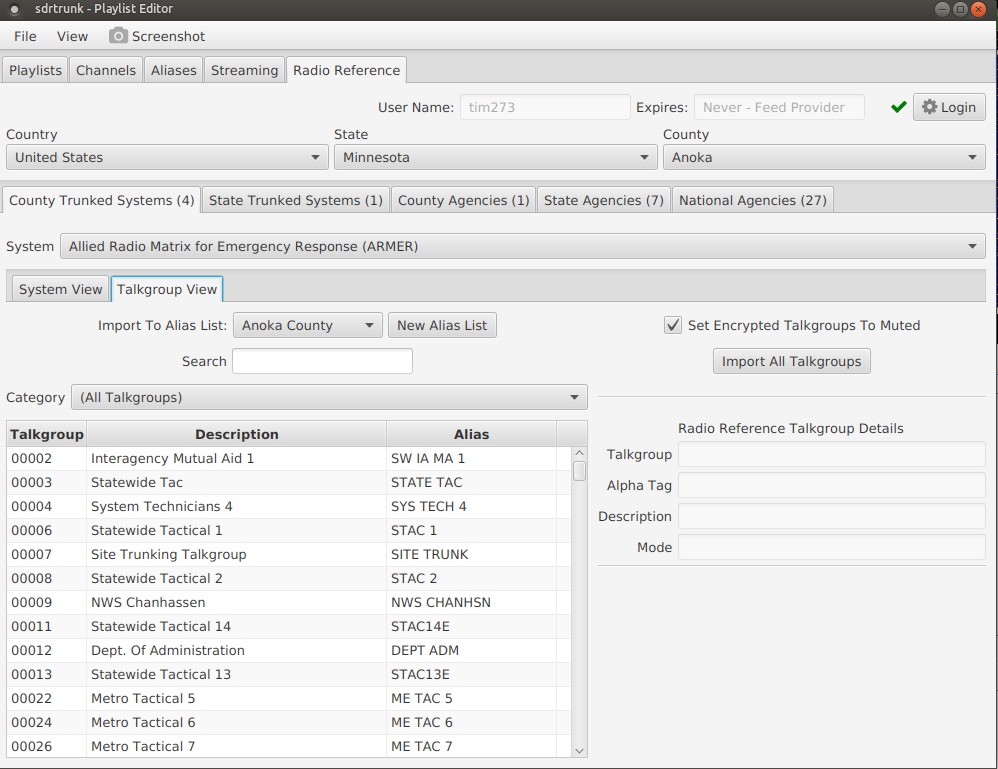 sdrtrunk - Playlist Editor
File View Screenshot
Playlists Channels Aliases Streaming Radio Reference
User Name: tim273 Expires: Never - Feed Provider Login
Country State County
United States Minnesota Anoka
County Trunked Systems (4) State Trunked Systems (1) County Agencies (1) State Agencies (7) National Agencies (27)
System Allied Radio Matrix for Emergency Response (ARMER)
System View Talkgroup View
Import To Alias List: Anoka County New Alias List Set Encrypted Talkgroups To Muted
Search Import All Talkgroups
Category (All Talkgroups)
Talkgroup Description Alias
00002 Interagency Mutual Aid 1 SW IA MA 1
00003 Statewide Tac STATE TAC
00004 System Technicians 4 SYS TECH 4
00006 Statewide Tactical 1 STAC 1
00007 Site Trunking Talkgroup SITE TRUNK
00008 Statewide Tactical 2 STAC 2
00009 NWS Chanhassen NWS CHANHSN
00011 Statewide Tactical 14 STAC14E
00012 Dept. Of Administration DEPT ADM
00013 Statewide Tactical 13 STAC13E
00022 Metro Tactical 5 ME TAC 5
00024 Metro Tactical 6 ME TAC 6
00026 Metro Tactical 7 ME TAC 7
Radio Reference Talkgroup Details
Talkgroup
Alpha Tag
Description
Mode